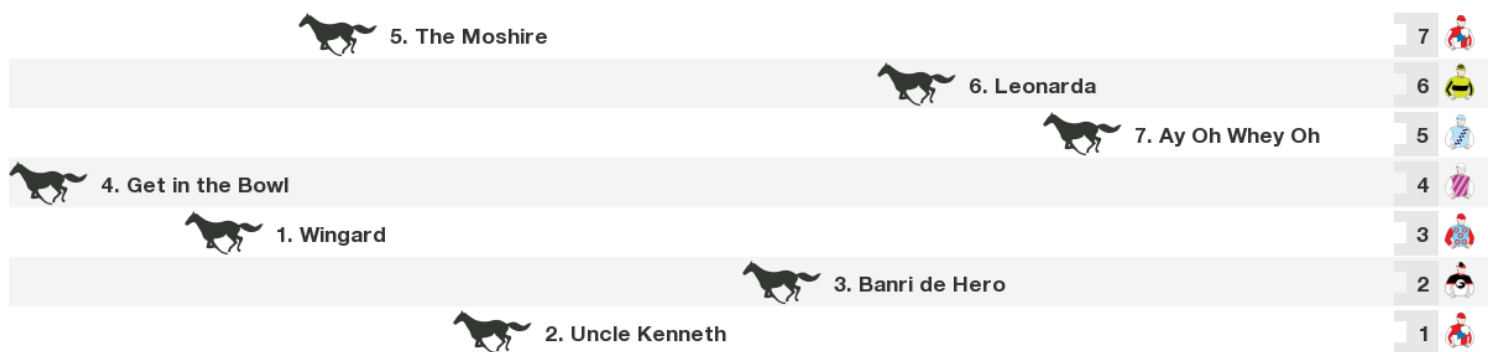 5. The Moshire 7
6. Leonarda 6
7. Ay Oh Whey Oh 5
4. Get in the Bowl 4
1. Wingard 3
3. Banri de Hero 2
2. Uncle Kenneth 1